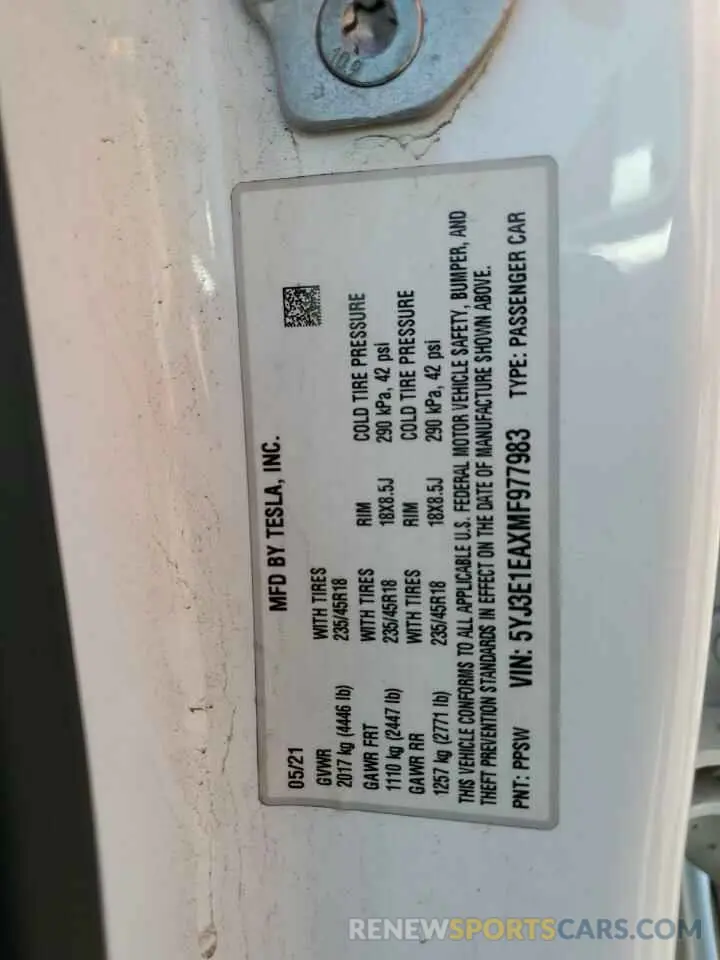 10.9
MFD BY TESLA, INC.
05/21
GVWR WITH TIRES
2017 kg (4446 lb) 235/45R18
GAWR FRT WITH TIRES RIM COLD TIRE PRESSURE
1110 kg (2447 lb) 235/45R18 18X8.5J 290 kPa, 42 psi
GAWR RR WITH TIRES RIM COLD TIRE PRESSURE
1257 kg (2771 lb) 235/45R18 18X8.5J 290 kPa, 42 psi
THIS VEHICLE CONFORMS TO ALL APPLICABLE U.S. FEDERAL MOTOR VEHICLE SAFETY, BUMPER, AND
THEFT PREVENTION STANDARDS IN EFFECT ON THE DATE OF MANUFACTURE SHOWN ABOVE.
PNT: PPSW VIN: 5YJ3E1EAXMF977983 TYPE: PASSENGER CAR
RENEWSPORTSCARS.COM